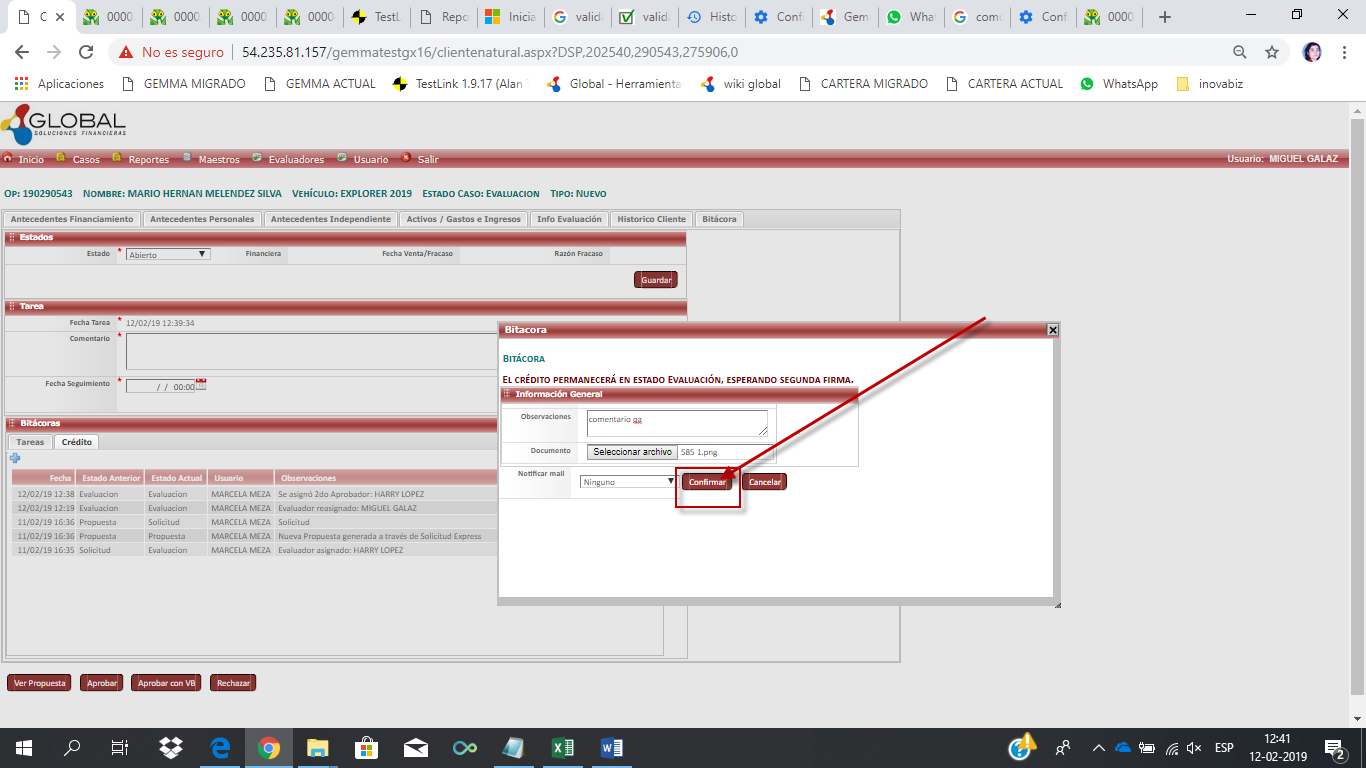 C
0000
0000
0000
0000
TestL
Repo
Inicia
valid
valid
Histo
Conf
Gem
Wha
como
Conf
0000
No es seguro | 54.235.81.157/gemmatestgx16/clientenatural.aspx?DSP,202540,290543,275906,0
Aplicaciones GEMMA MIGRADO GEMMA ACTUAL TestLink 1.9.17 (Alan Global - Herramienta wiki global CARTERA MIGRADO CARTERA ACTUAL WhatsApp inovabiz
GLOBAL
SOLUCIONES FINANCIERAS
Inicio Casos Reportes Maestros Evaluadores Usuario Salir Usuario: MIGUEL GALAZ
Op: 190290543 Nombre: MARIO HERNAN MELENDEZ SILVA Vehículo: EXPLORER 2019 Estado Caso: Evaluacion Tipo: Nuevo
Antecedentes Financiamiento Antecedentes Personales Antecedentes Independiente Activos / Gastos e Ingresos Info Evaluación Historico Cliente Bitácora
Estados
Estado * Abierto Financiera Fecha Venta/Fracaso Razón Fracaso
Guardar
Tarea
Fecha Tarea * 12/02/19 12:39:34
Comentario *
Fecha Seguimiento * / / 00:00
Bitácoras
Tareas Crédito
Fecha Estado Anterior Estado Actual Usuario Observaciones
12/02/19 12:38 Evaluacion Evaluacion MARCELA MEZA Se asignó 2do Aprobador: HARRY LOPEZ
12/02/19 12:19 Evaluacion Evaluacion MARCELA MEZA Evaluador reasignado: MIGUEL GALAZ
11/02/19 16:36 Propuesta Solicitud MARCELA MEZA Solicitud
11/02/19 16:36 Propuesta Propuesta MARCELA MEZA Nueva Propuesta generada a través de Solicitud Express
11/02/19 16:35 Solicitud Evaluacion MARCELA MEZA Evaluador asignado: HARRY LOPEZ
Bitacora
Bitácora
El crédito permanecerá en estado Evaluación, esperando segunda firma.
Información General
Observaciones comentario qa
Documento Seleccionar archivo 585 1.png
Notificar mail Ninguno Confirmar Cancelar
Ver Propuesta Aprobar Aprobar con VB Rechazar
ESP
12:41
12-02-2019
2